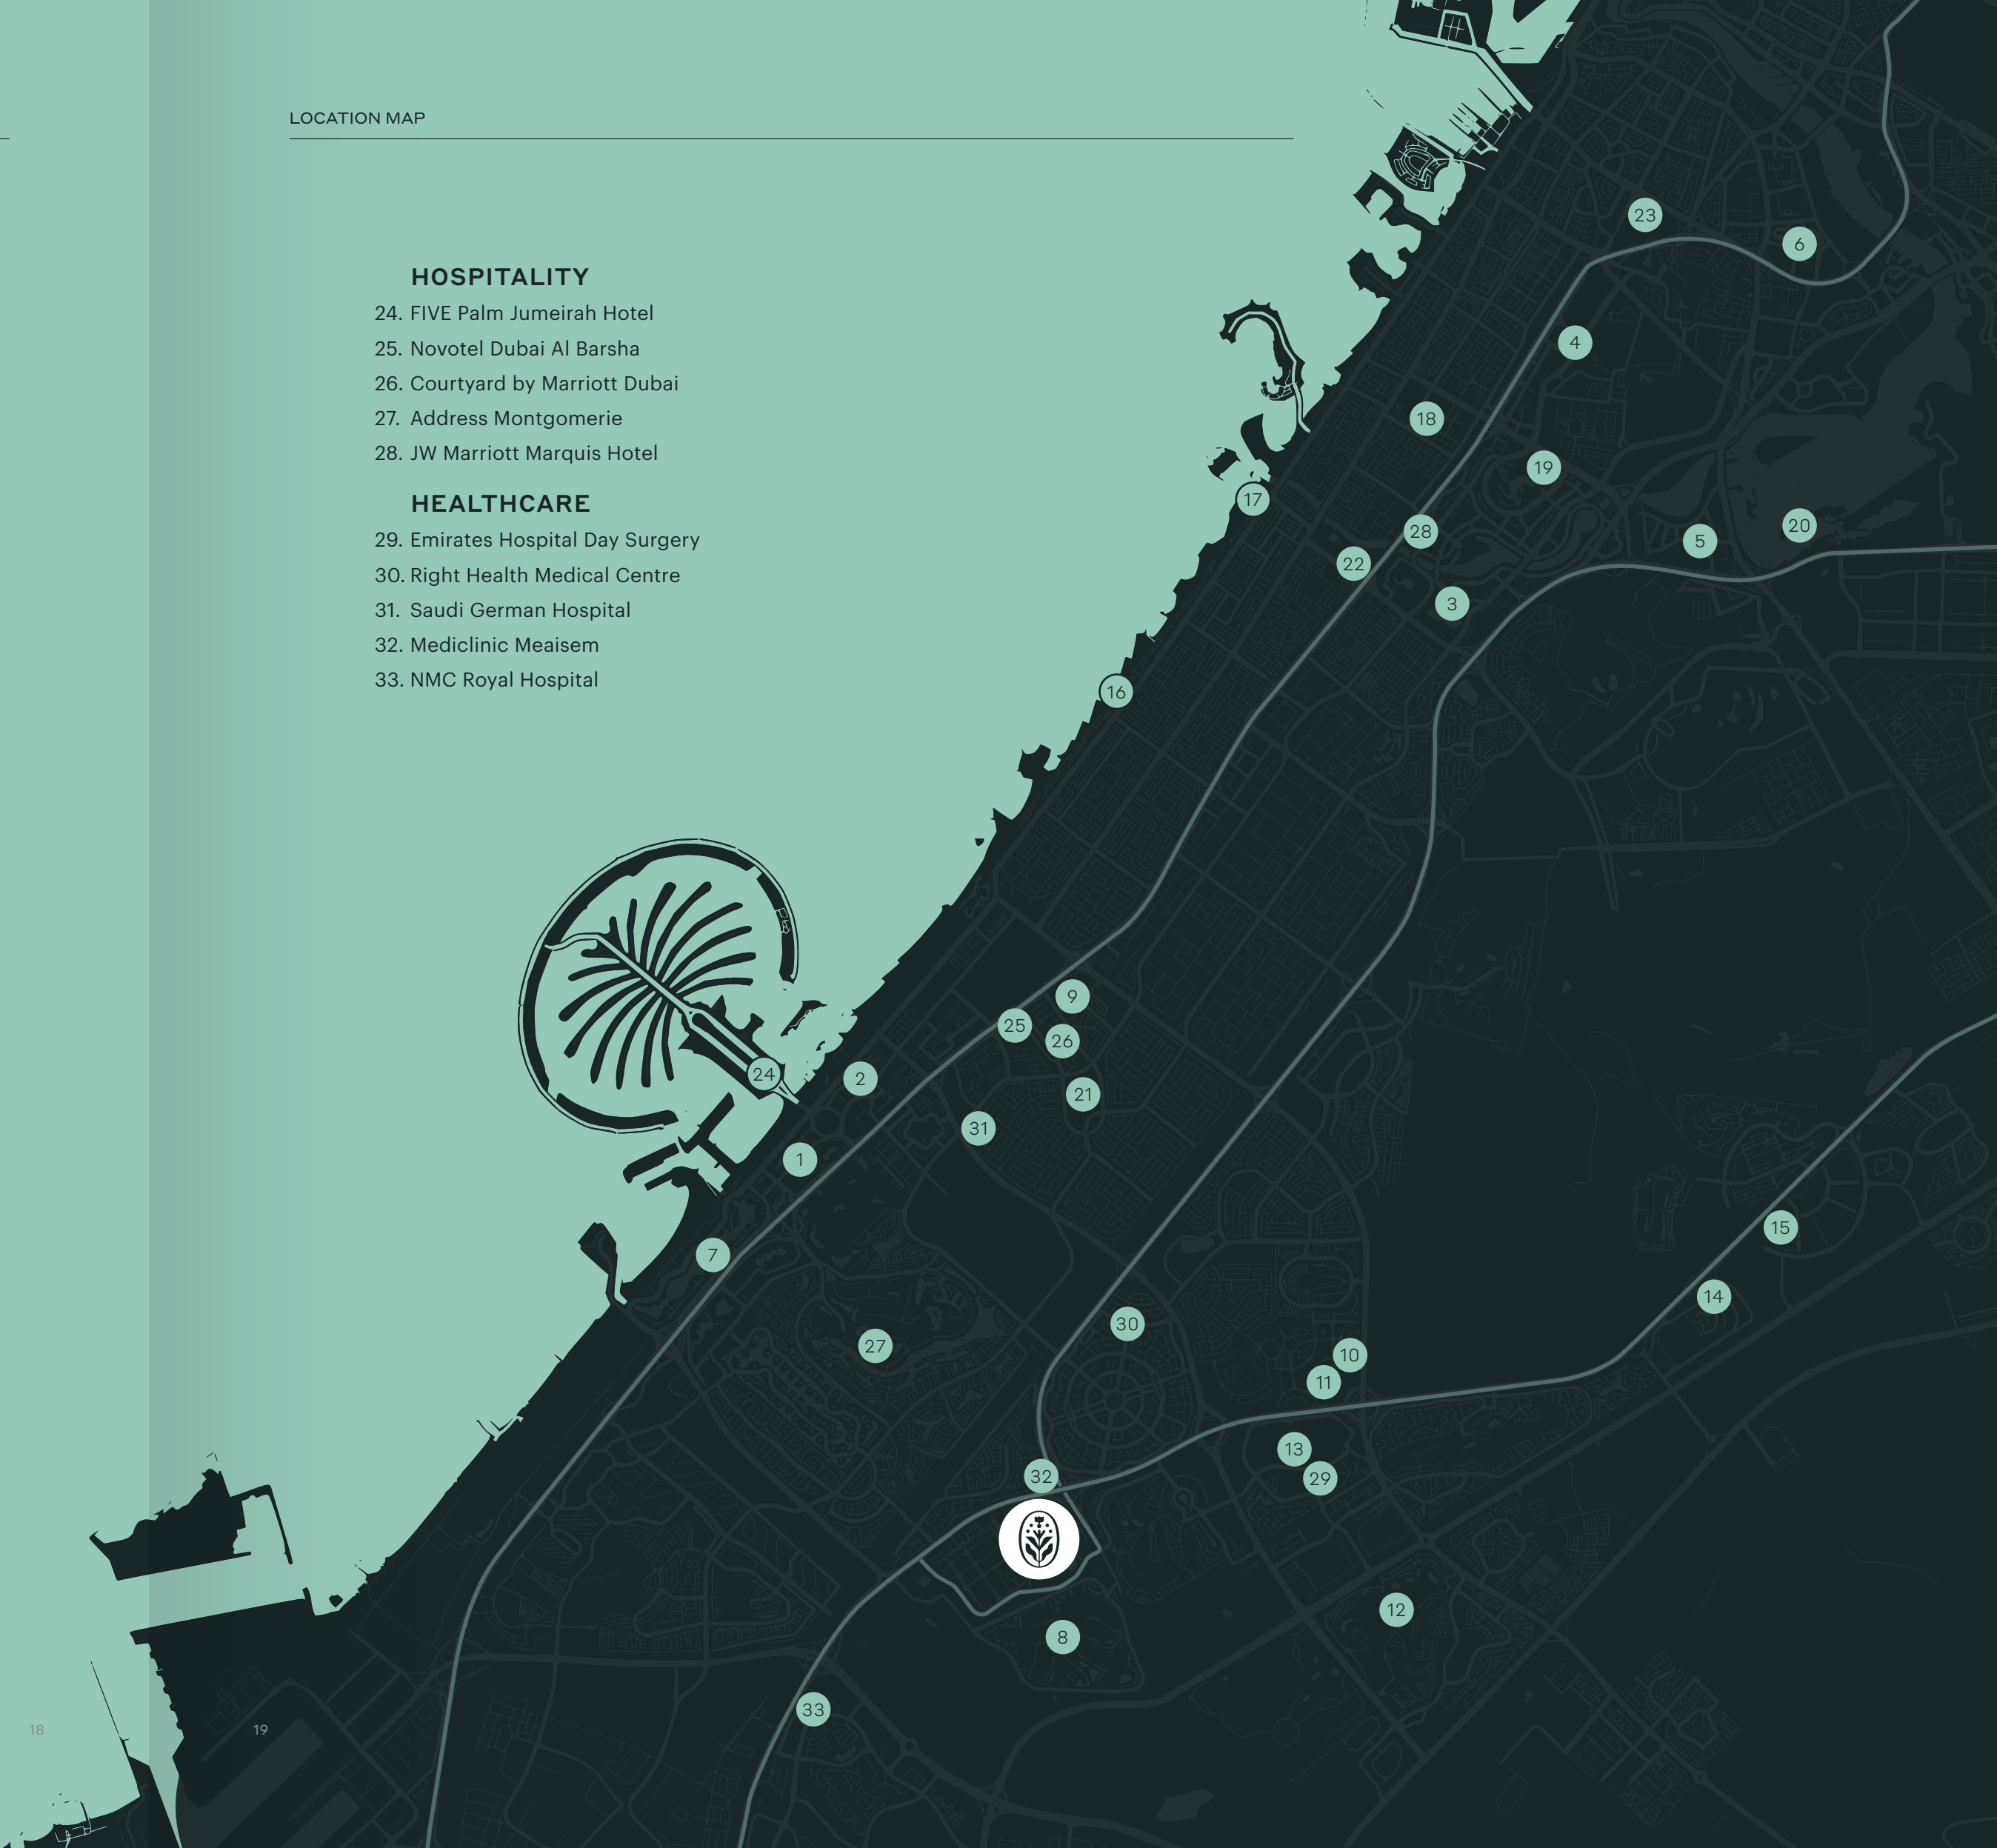 LOCATION MAP
HOSPITALITY
24. FIVE Palm Jumeirah Hotel
25. Novotel Dubai Al Barsha
26. Courtyard by Marriott Dubai
27. Address Montgomerie
28. JW Marriott Marquis Hotel
HEALTHCARE
29. Emirates Hospital Day Surgery
30. Right Health Medical Centre
31. Saudi German Hospital
32. Mediclinic Meaisem
33. NMC Royal Hospital
23
6
4
18
19
17
20
28
5
22
3
16
9
25
26
24
2
21
31
1
15
7
14
30
27
10
11
13
32
29
12
8
33
18
19